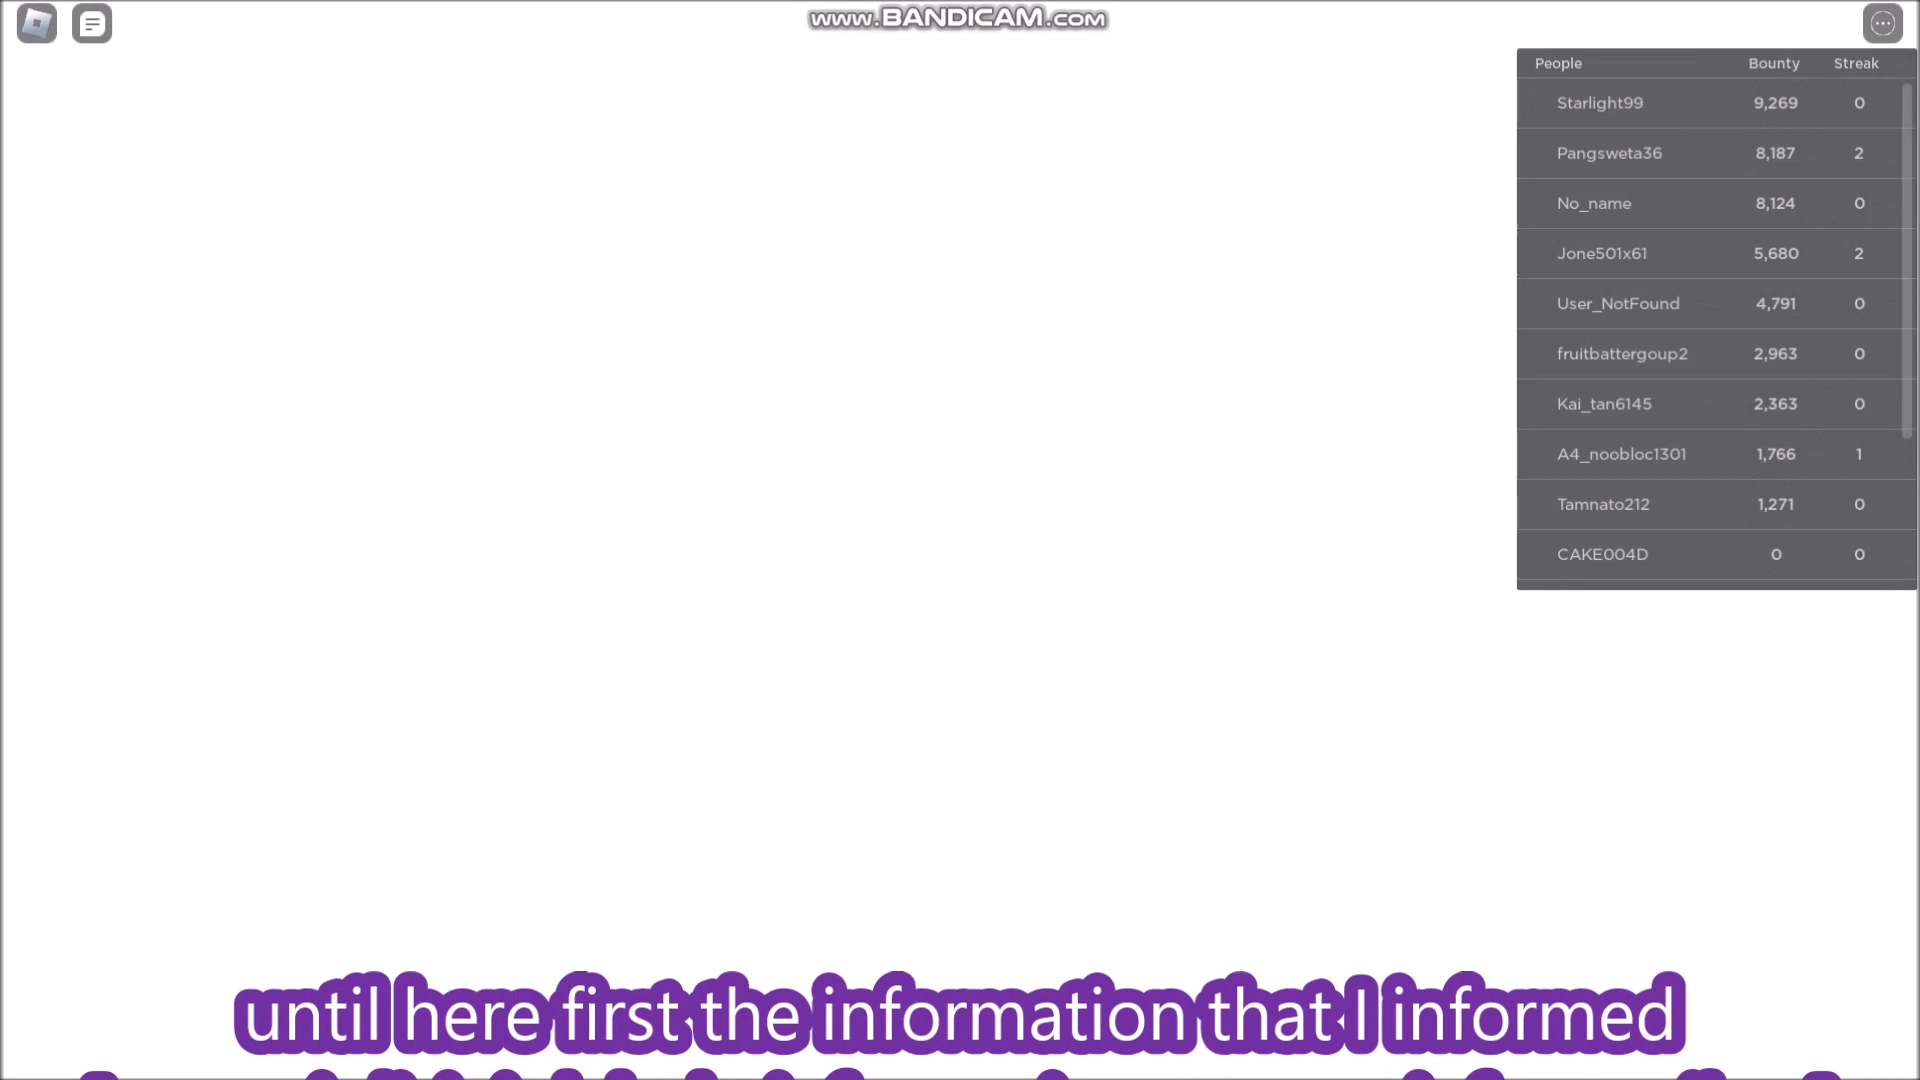 www.BANDICAM.com
People Bounty Streak
Starlight99 9,269 0
Pangsweta36 8,187 2
No_name 8,124 0
Jone501x61 5,680 2
User_NotFound 4,791 0
fruitbattergoup2 2,963 0
Kai_tan6145 2,363 0
A4_noobloc1301 1,766 1
Tamnato212 1,271 0
CAKE004D 0 0
until here first the information that I informed